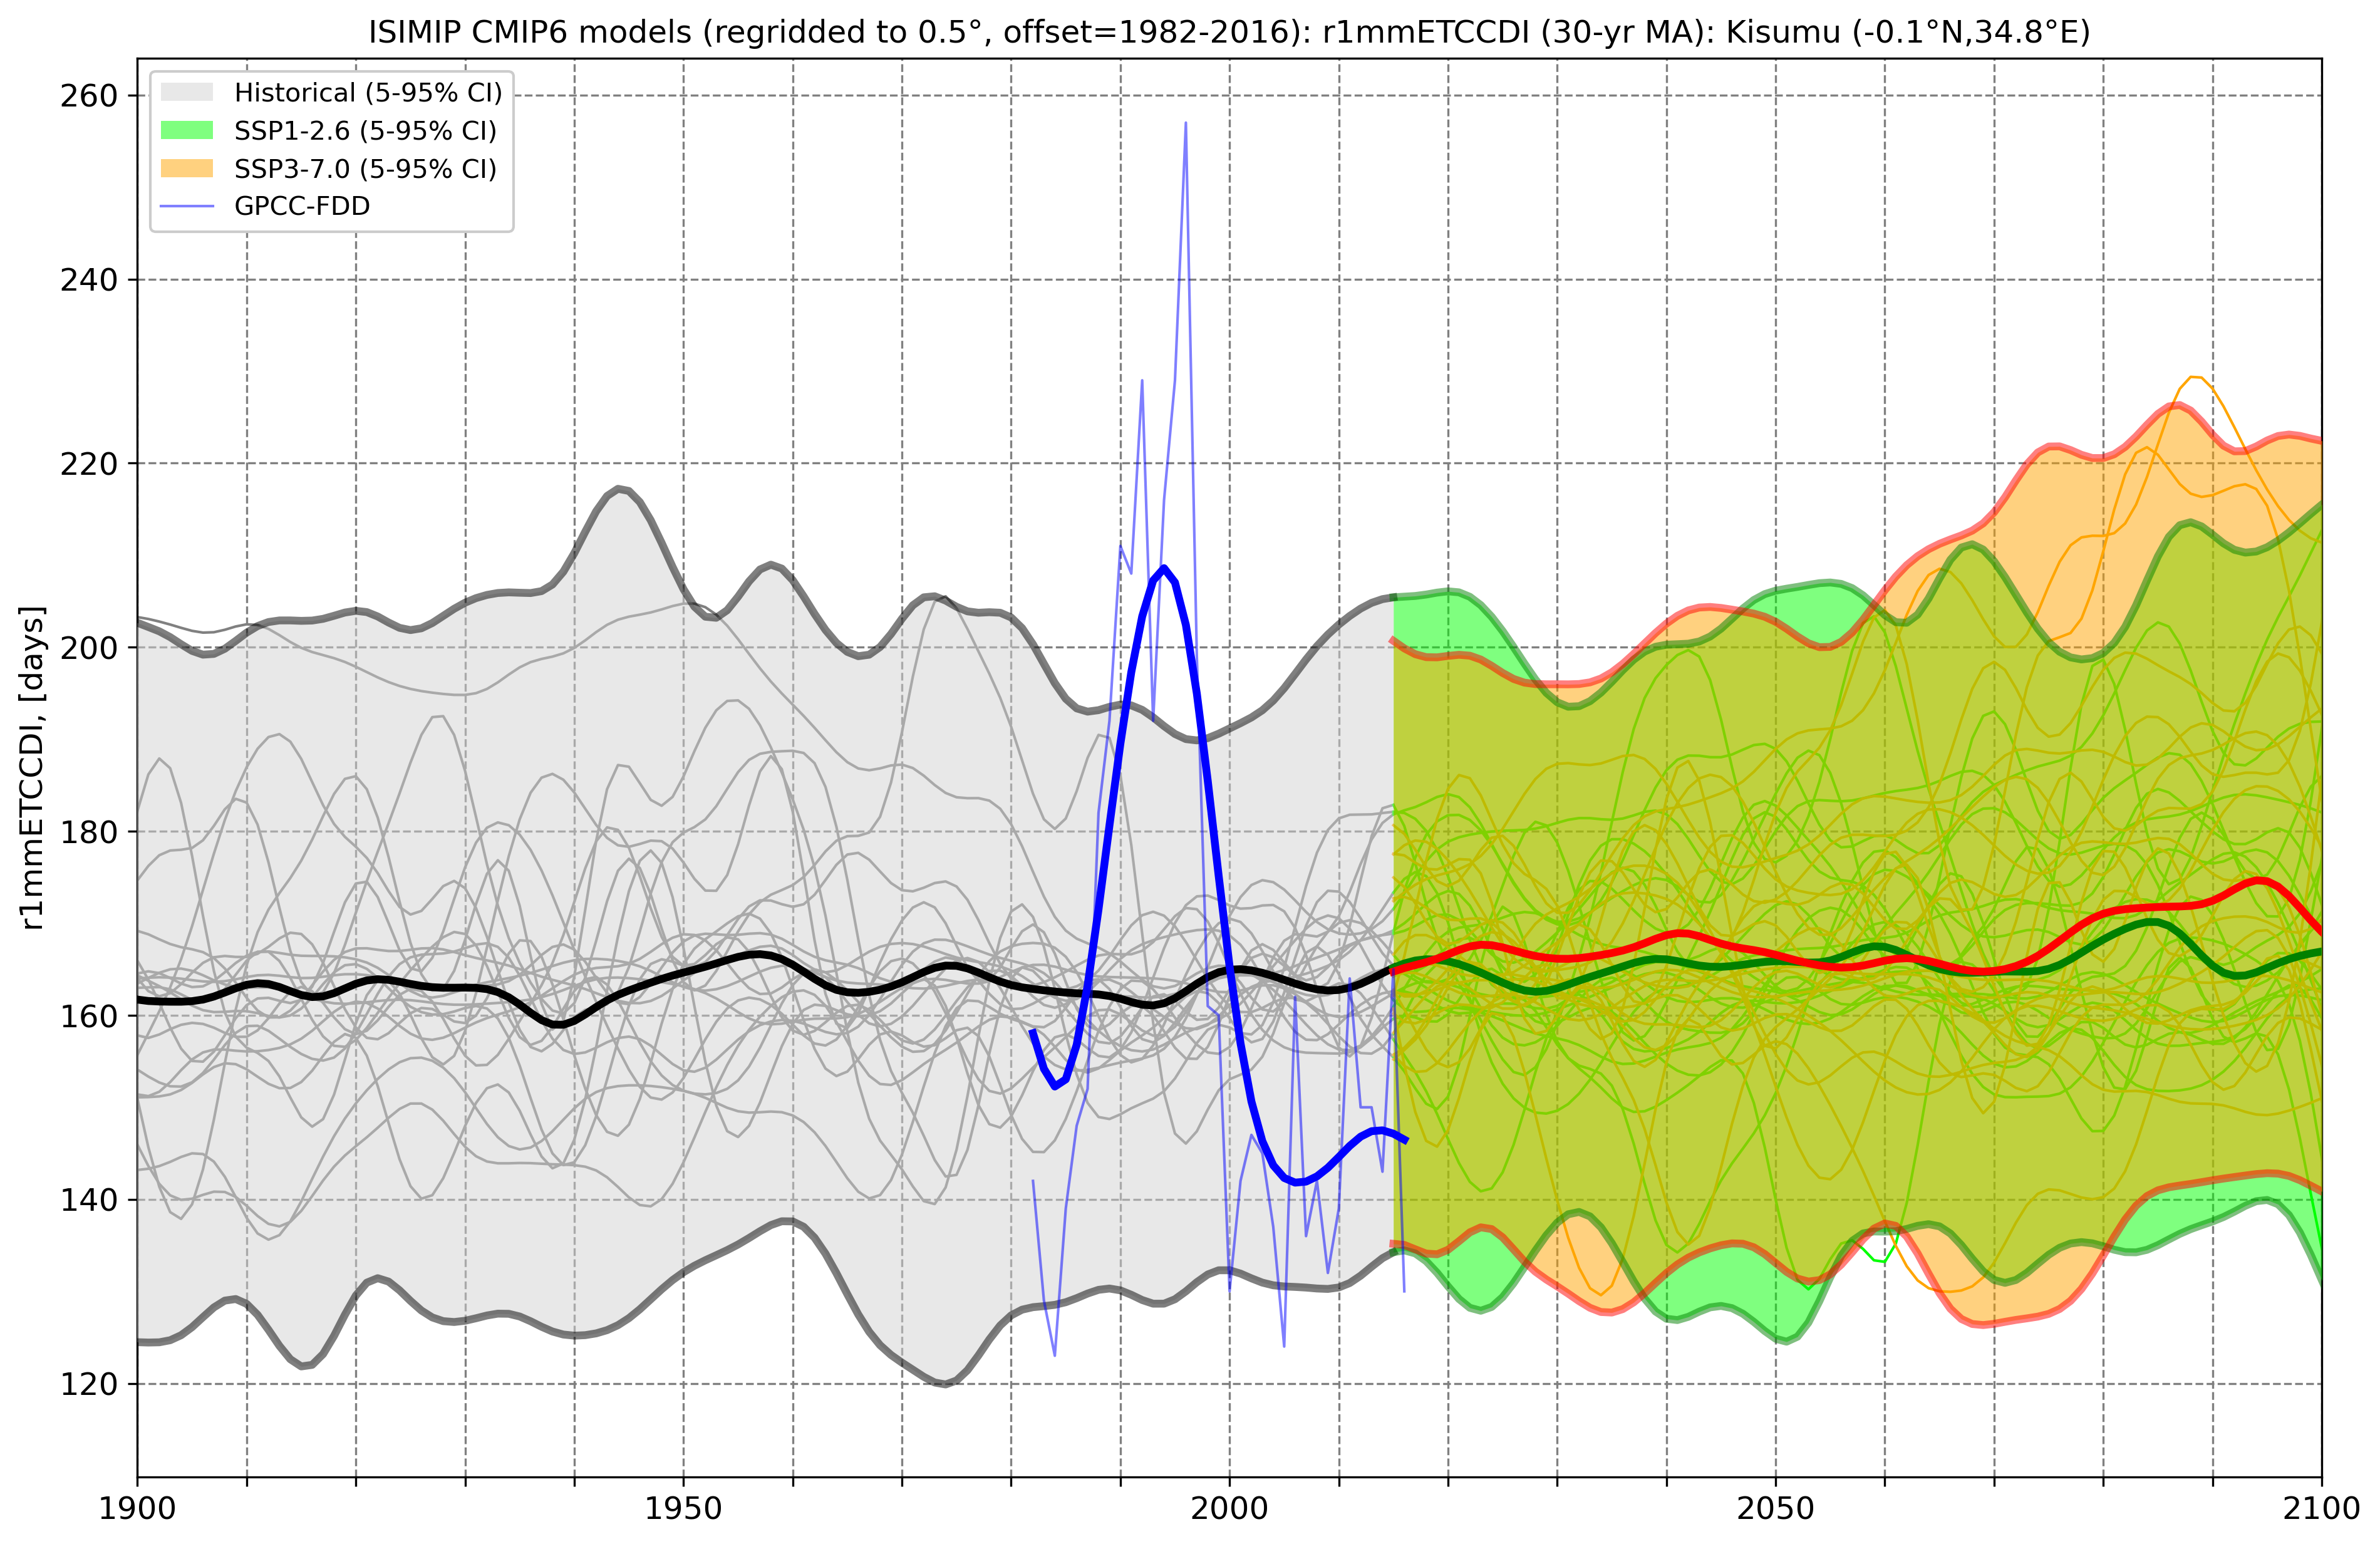 ISIMIP CMIP6 models (regridded to 0.5°, offset=1982-2016): r1mmETCCDI (30-yr MA): Kisumu (-0.1°N,34.8°E)
Historical (5-95% CI)
SSP1-2.6 (5-95% CI)
SSP3-7.0 (5-95% CI)
GPCC-FDD
r1mmETCCDI, [days]
260
240
220
200
180
160
140
120
1900 1950 2000 2050 2100